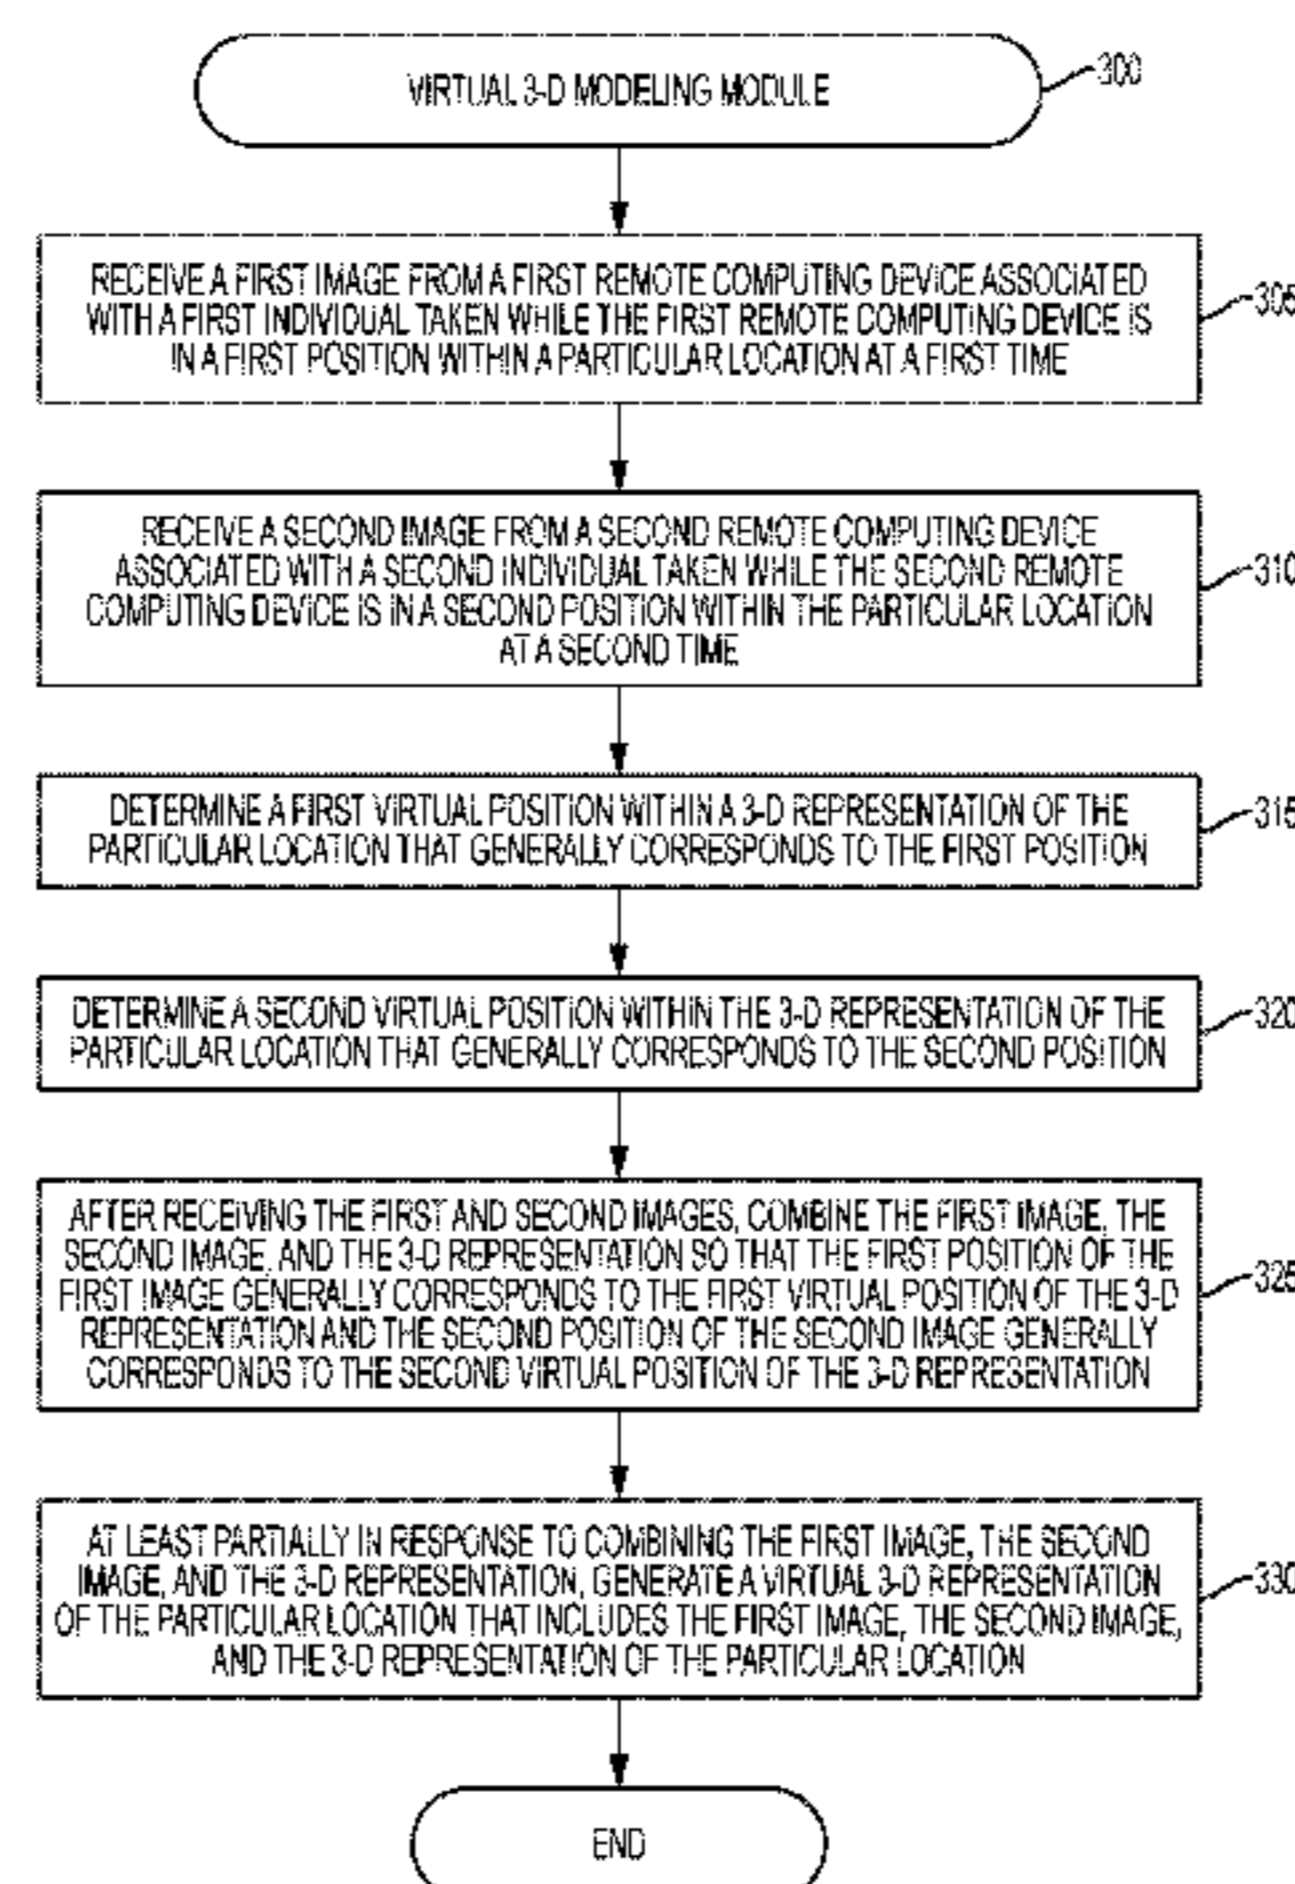 VIRTUAL 3-D MODELING MODULE
300
RECEIVE A FIRST IMAGE FROM A FIRST REMOTE COMPUTING DEVICE ASSOCIATED
WITH A FIRST INDIVIDUAL TAKEN WHILE THE FIRST REMOTE COMPUTING DEVICE IS
IN A FIRST POSITION WITHIN A PARTICULAR LOCATION AT A FIRST TIME
305
RECEIVE A SECOND IMAGE FROM A SECOND REMOTE COMPUTING DEVICE
ASSOCIATED WITH A SECOND INDIVIDUAL TAKEN WHILE THE SECOND REMOTE
COMPUTING DEVICE IS IN A SECOND POSITION WITHIN THE PARTICULAR LOCATION
AT A SECOND TIME
310
DETERMINE A FIRST VIRTUAL POSITION WITHIN A 3-D REPRESENTATION OF THE
PARTICULAR LOCATION THAT GENERALLY CORRESPONDS TO THE FIRST POSITION
315
DETERMINE A SECOND VIRTUAL POSITION WITHIN THE 3-D REPRESENTATION OF THE
PARTICULAR LOCATION THAT GENERALLY CORRESPONDS TO THE SECOND POSITION
320
AFTER RECEIVING THE FIRST AND SECOND IMAGES, COMBINE THE FIRST IMAGE, THE
SECOND IMAGE, AND THE 3-D REPRESENTATION SO THAT THE FIRST POSITION OF THE
FIRST IMAGE GENERALLY CORRESPONDS TO THE FIRST VIRTUAL POSITION OF THE 3-D
REPRESENTATION AND THE SECOND POSITION OF THE SECOND IMAGE GENERALLY
CORRESPONDS TO THE SECOND VIRTUAL POSITION OF THE 3-D REPRESENTATION
325
AT LEAST PARTIALLY IN RESPONSE TO COMBINING THE FIRST IMAGE, THE SECOND
IMAGE, AND THE 3-D REPRESENTATION, GENERATE A VIRTUAL 3-D REPRESENTATION
OF THE PARTICULAR LOCATION THAT INCLUDES THE FIRST IMAGE, THE SECOND IMAGE,
AND THE 3-D REPRESENTATION OF THE PARTICULAR LOCATION
330
END